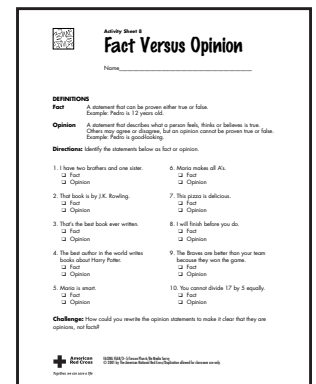 Activity Sheet 8
Fact Versus Opinion
Name
DEFINITIONS
Fact A statement that can be proven either true or false.
Example: Pedro is 12 years old.
Opinion A statement that describes what a person feels, thinks or believes is true.
Others may agree or disagree, but an opinion cannot be proven true or false.
Example: Pedro is good-looking.
Directions: Identify the statements below as fact or opinion.
1. I have two brothers and one sister.
❑ Fact
❑ Opinion
2. That book is by J.K. Rowling.
❑ Fact
❑ Opinion
3. That's the best book ever written.
❑ Fact
❑ Opinion
4. The best author in the world writes
books about Harry Potter.
❑ Fact
❑ Opinion
5. Maria is smart.
❑ Fact
❑ Opinion
6. Maria makes all A's.
❑ Fact
❑ Opinion
7. This pizza is delicious.
❑ Fact
❑ Opinion
8. I will finish before you do.
❑ Fact
❑ Opinion
9. The Braves are better than your team
because they won the game.
❑ Fact
❑ Opinion
10. You cannot divide 17 by 5 equally.
❑ Fact
❑ Opinion
Challenge: How could you rewrite the opinion statements to make it clear that they are
opinions, not facts?
American
Red Cross
Together, we can save a life